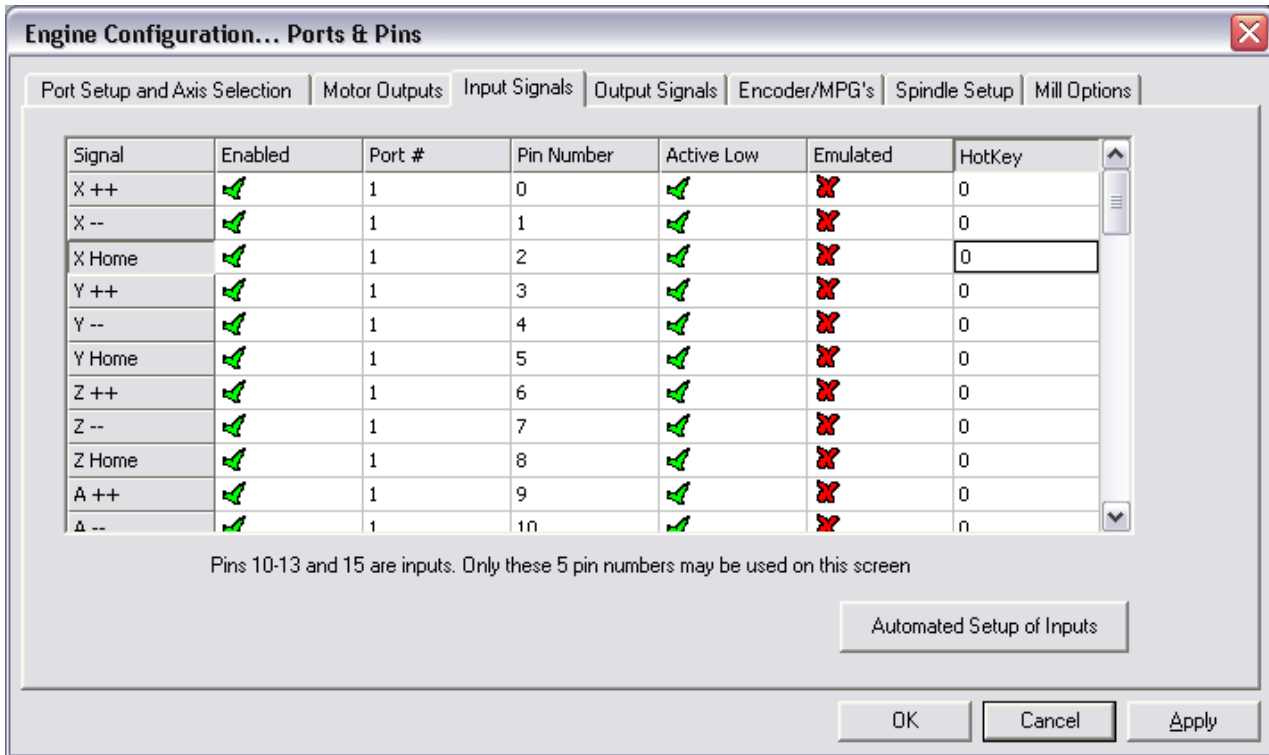 Engine Configuration... Ports & Pins
Port Setup and Axis Selection Motor Outputs Input Signals Output Signals Encoder/MPG's Spindle Setup Mill Options
Signal Enabled Port # Pin Number Active Low Emulated HotKey
X ++ 1 0 0
X -- 1 1 0
X Home 1 2 0
Y ++ 1 3 0
Y -- 1 4 0
Y Home 1 5 0
Z ++ 1 6 0
Z -- 1 7 0
Z Home 1 8 0
A ++ 1 9 0
A -- 1 10 0
Pins 10-13 and 15 are inputs. Only these 5 pin numbers may be used on this screen
Automated Setup of Inputs
OK Cancel Apply